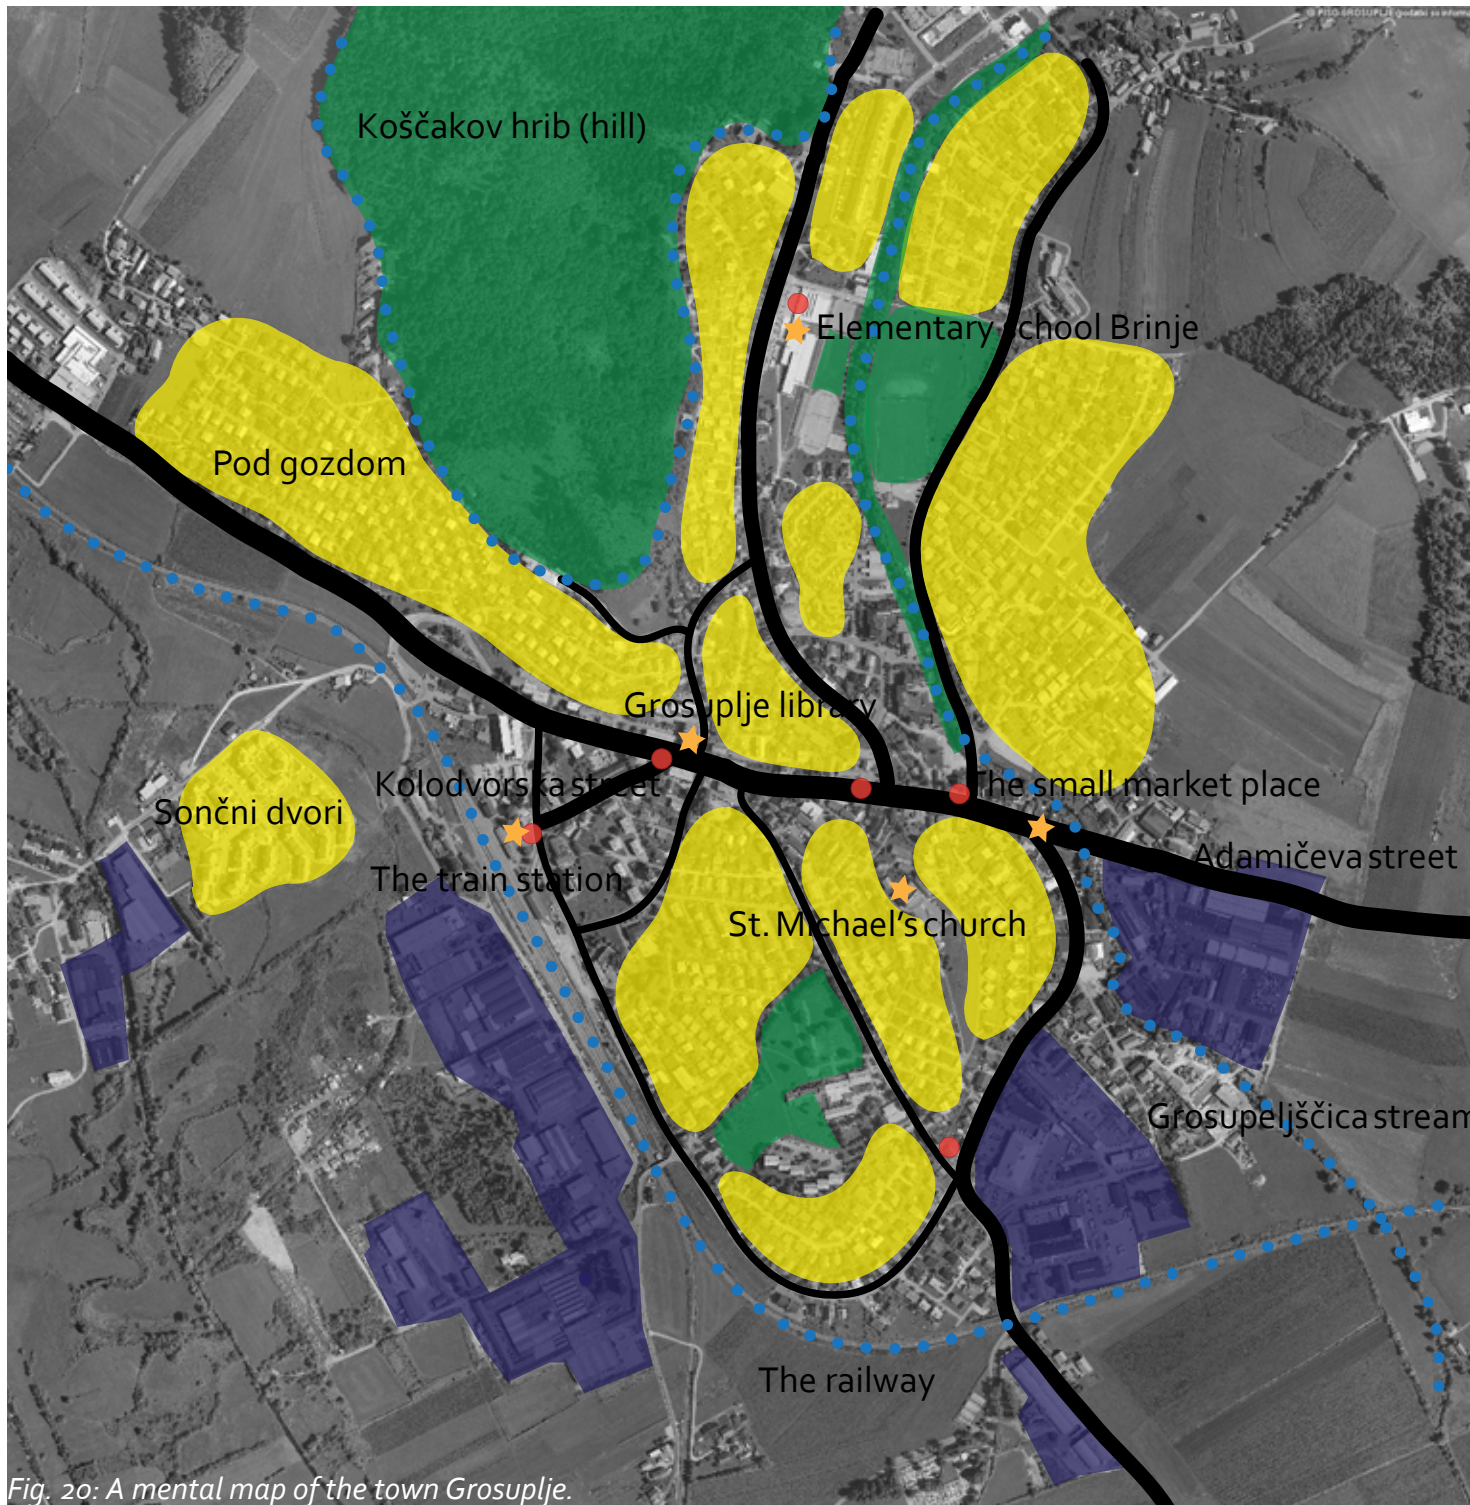 © PISO GROSUPLJE
Koščakov hrib (hill)
Elementary school Brinje
Pod gozdom
Grosuplje library
Kolodvorska street
The small market place
Sončni dvori
Adamičeva street
The train station
St. Michael's church
Grosupeljščica stream
The railway
Fig. 20: A mental map of the town Grosuplje.